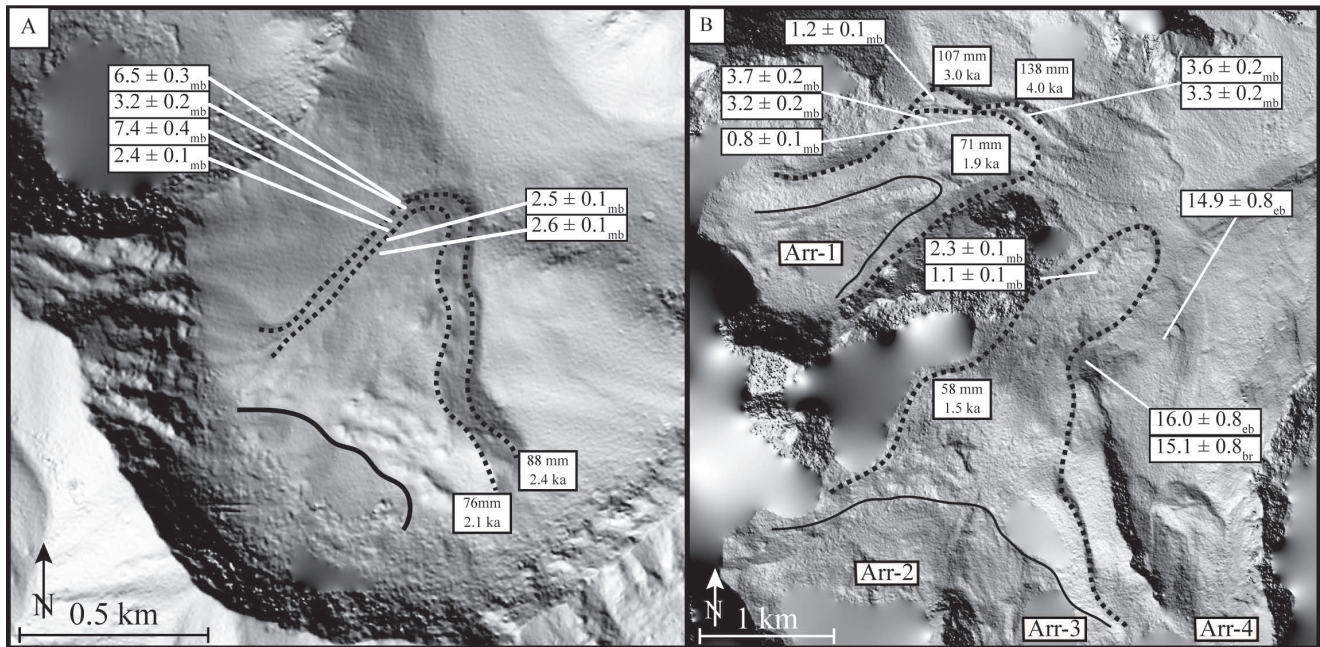 A
6.5 ± 0.3mb
3.2 ± 0.2mb
7.4 ± 0.4mb
2.4 ± 0.1mb
2.5 ± 0.1mb
2.6 ± 0.1mb
88 mm
2.4 ka
76mm
2.1 ka
N
0.5 km
B
1.2 ± 0.1mb
107 mm
3.0 ka
138 mm
4.0 ka
3.7 ± 0.2mb
3.2 ± 0.2mb
0.8 ± 0.1mb
3.6 ± 0.2mb
3.3 ± 0.2mb
71 mm
1.9 ka
14.9 ± 0.8eb
Arr-1
2.3 ± 0.1mb
1.1 ± 0.1mb
58 mm
1.5 ka
16.0 ± 0.8eb
15.1 ± 0.8br
Arr-2
N
1 km
Arr-3
Arr-4